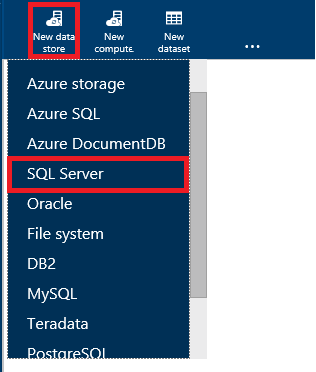 New data
store
New
compute.
New
dataset
...
Azure storage
Azure SQL
Azure DocumentDB
SQL Server
Oracle
File system
DB2
MySQL
Teradata
PostgreSQL